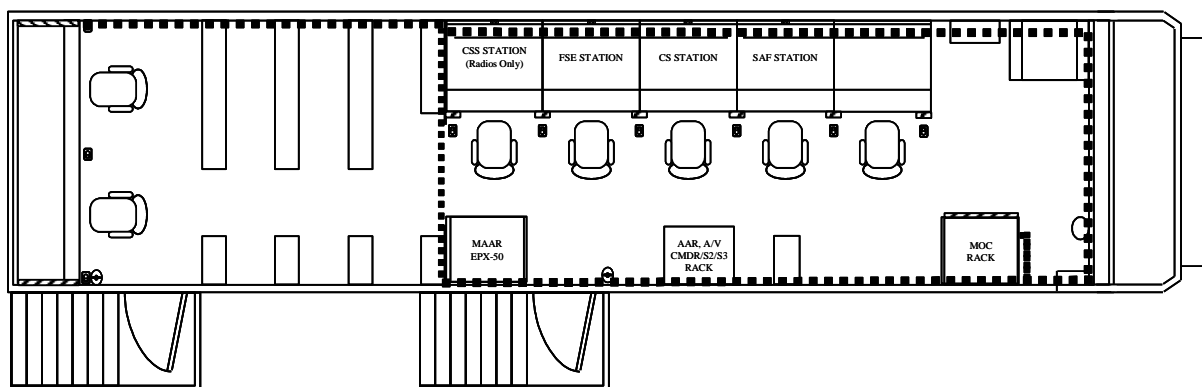 CSS STATION
(Radios Only)
FSE STATION
CS STATION
SAF STATION
MAAR
EPX-50
AAR, A/V
CMDR/S2/S3
RACK
MOC
RACK